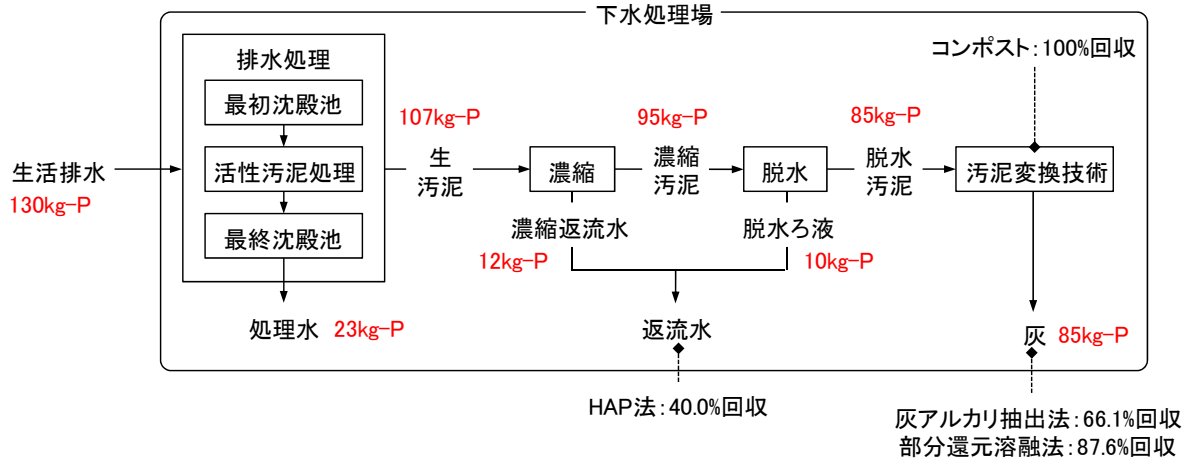 下水処理場
排水処理
最初沈殿池
活性汚泥処理
最終沈殿池
生活排水
130kg-P
処理水 23kg-P
107kg-P
生
汚泥
濃縮
95kg-P
濃縮
汚泥
脱水
85kg-P
脱水
汚泥
コンポスト:100%回収
汚泥変換技術
濃縮返流水
12kg-P
脱水ろ液
10kg-P
返流水
灰 85kg-P
HAP法:40.0%回収
灰アルカリ抽出法:66.1%回収
部分還元溶融法:87.6%回収